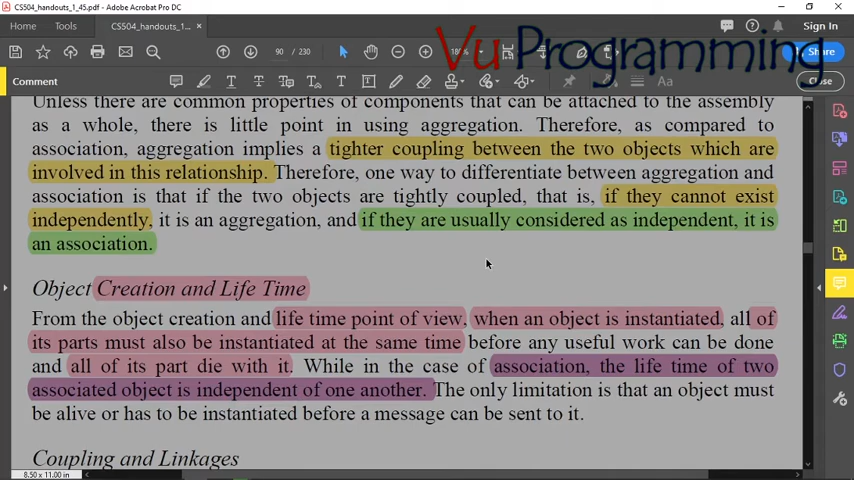 CS504_handouts_1_45.pdf - Adobe Acrobat Pro DC
Home
Tools
CS504_handouts_1...
×
Sign In
90 / 230
180%
Share
Vu Programming
Comment
Aa
Close
Unless there are common properties of components that can be attached to the assembly
as a whole, there is little point in using aggregation. Therefore, as compared to
association, aggregation implies a tighter coupling between the two objects which are
involved in this relationship. Therefore, one way to differentiate between aggregation and
association is that if the two objects are tightly coupled, that is, if they cannot exist
independently, it is an aggregation, and if they are usually considered as independent, it is
an association.
Object Creation and Life Time
From the object creation and life time point of view, when an object is instantiated, all of
its parts must also be instantiated at the same time before any useful work can be done
and all of its part die with it. While in the case of association, the life time of two
associated object is independent of one another. The only limitation is that an object must
be alive or has to be instantiated before a message can be sent to it.
Coupling and Linkages
8.50 x 11.00 in